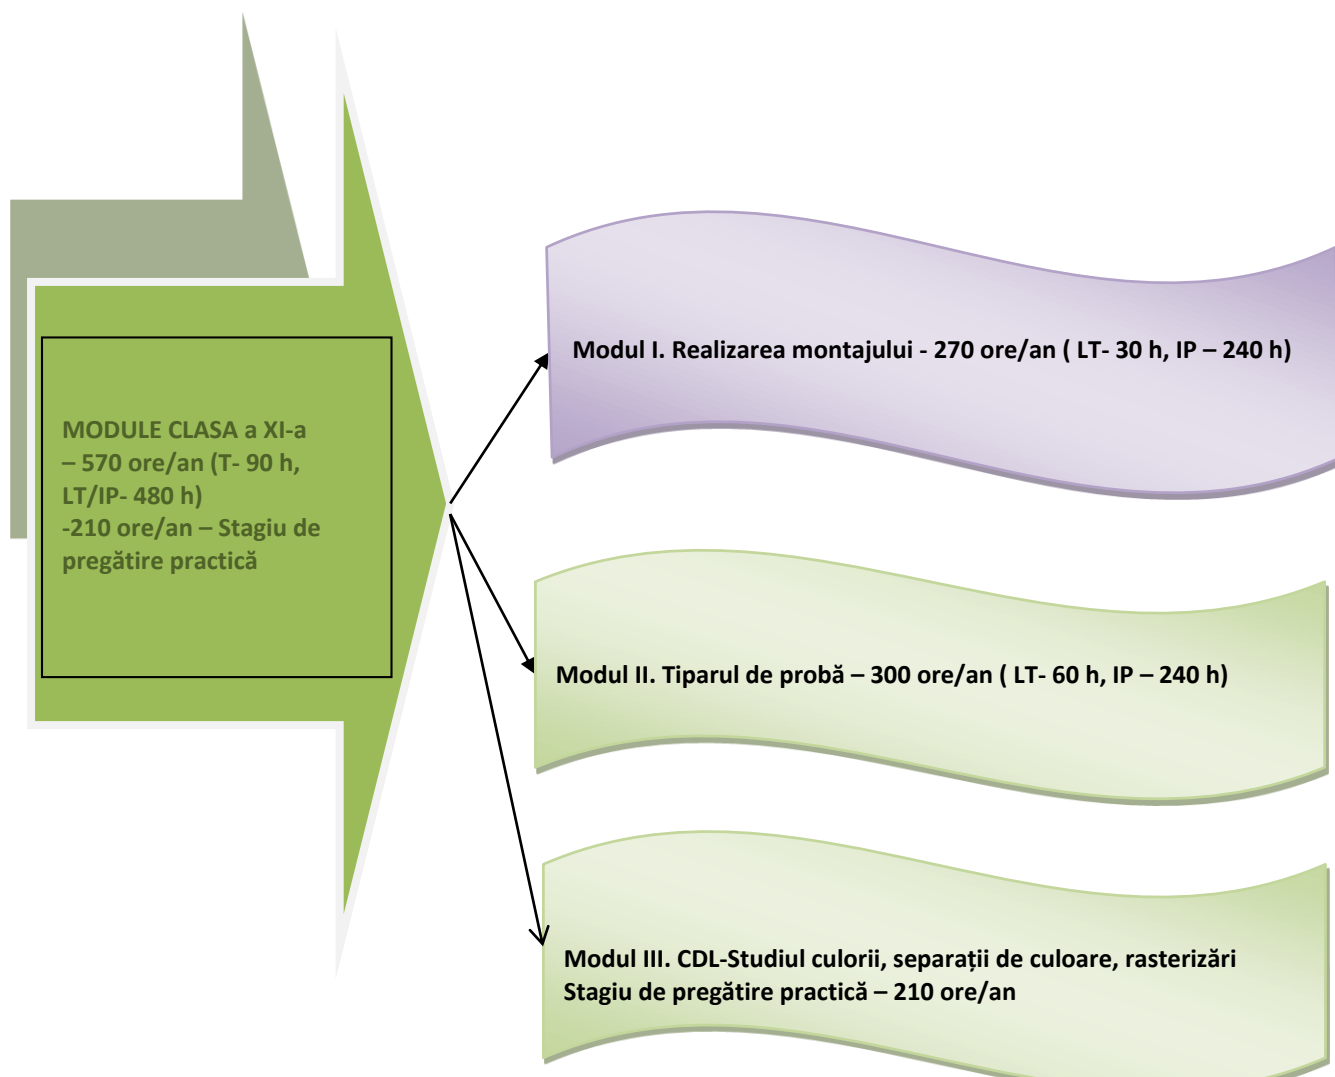 MODULE CLASA a XI-a
– 570 ore/an (T- 90 h,
LT/IP- 480 h)
-210 ore/an – Stagiu de
pregătire practică
Modul I. Realizarea montajului - 270 ore/an ( LT- 30 h, IP – 240 h)
Modul II. Tiparul de probă – 300 ore/an ( LT- 60 h, IP – 240 h)
Modul III. CDL-Studiul culorii, separații de culoare, rasterizări
Stagiu de pregătire practică – 210 ore/an